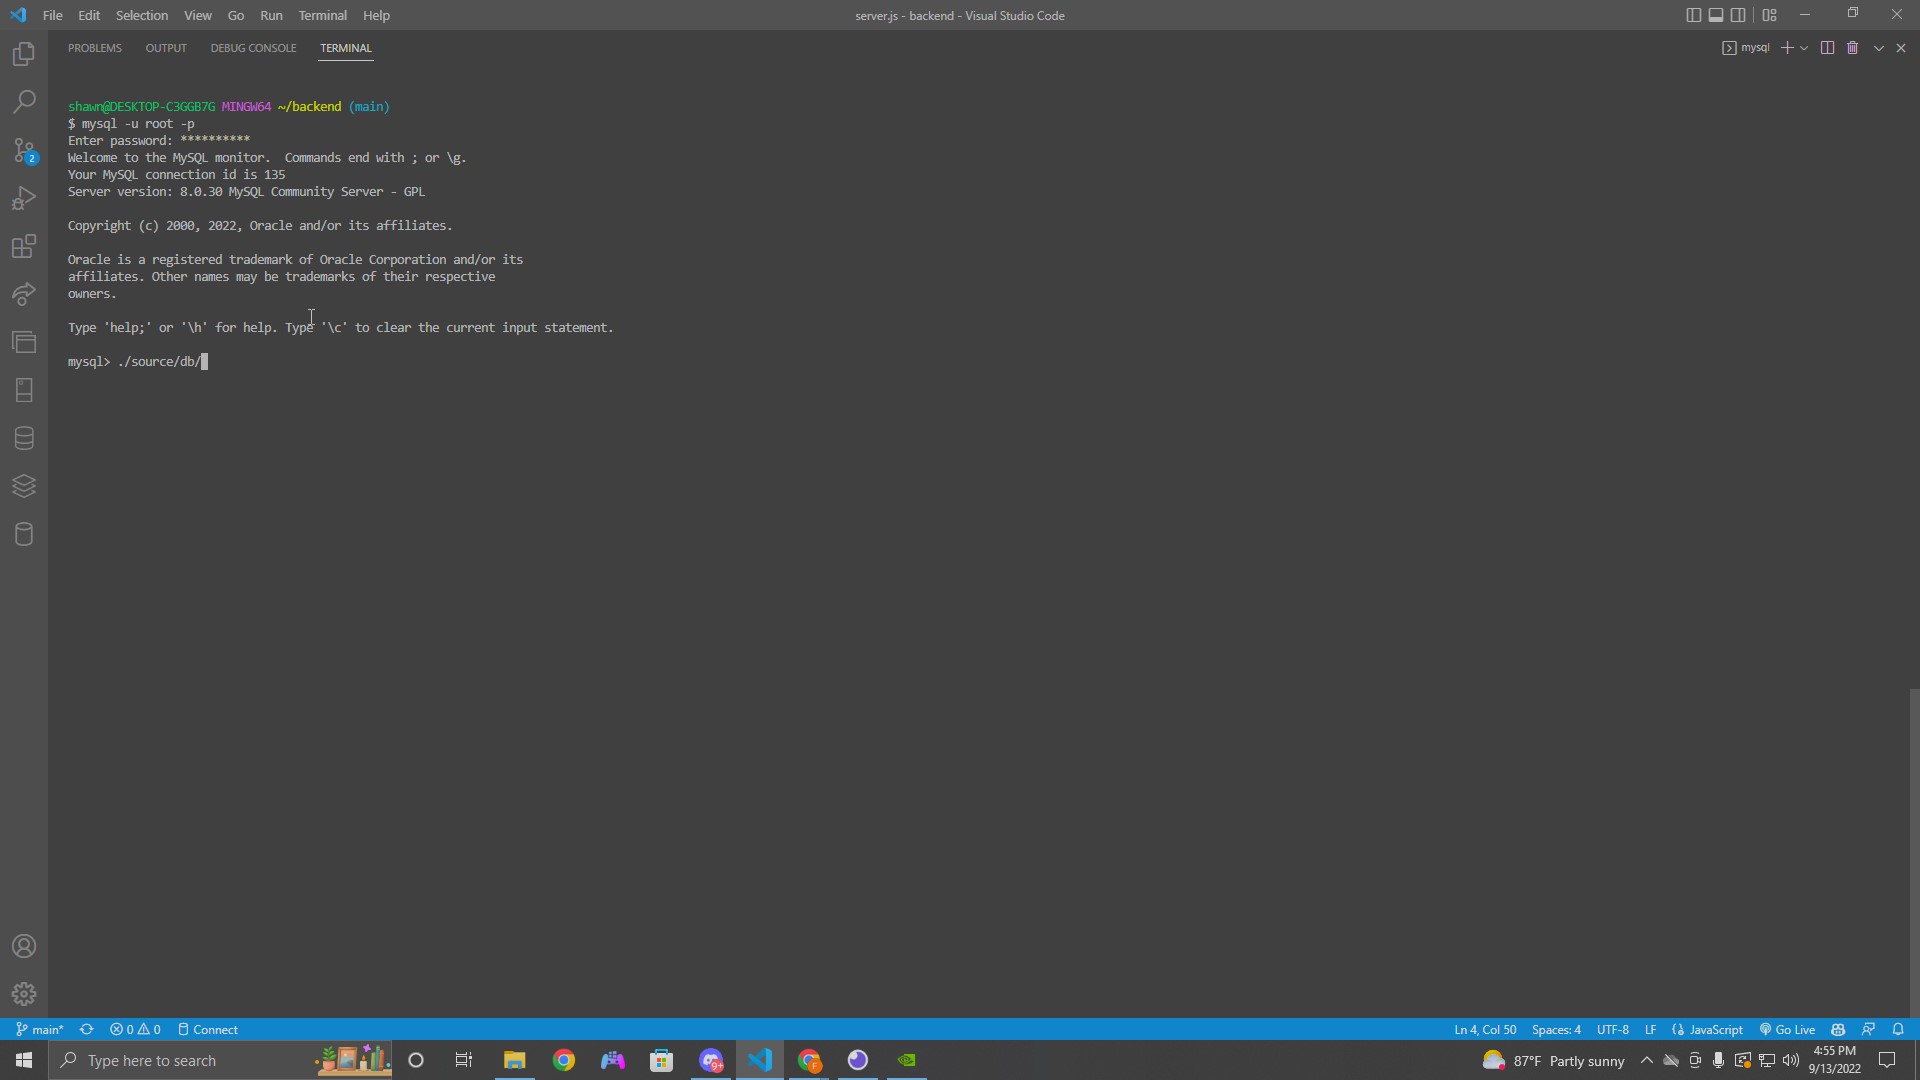 File Edit Selection View Go Run Terminal Help
server.js - backend - Visual Studio Code
PROBLEMS OUTPUT DEBUG CONSOLE TERMINAL
mysql
shawn@DESKTOP-C3GGB7G MINGW64 ~/backend (main)
$ mysql -u root -p
Enter password: **********
Welcome to the MySQL monitor.  Commands end with ; or \g.
Your MySQL connection id is 135
Server version: 8.0.30 MySQL Community Server - GPL
Copyright (c) 2000, 2022, Oracle and/or its affiliates.
Oracle is a registered trademark of Oracle Corporation and/or its
affiliates. Other names may be trademarks of their respective
owners.
Type 'help;' or '\h' for help. Type '\c' to clear the current input statement.
mysql> ./source/db/
2
main* 0 0 Connect
Ln 4, Col 50 Spaces: 4 UTF-8 LF JavaScript Go Live
Type here to search
9+
87°F Partly sunny
4:55 PM
9/13/2022